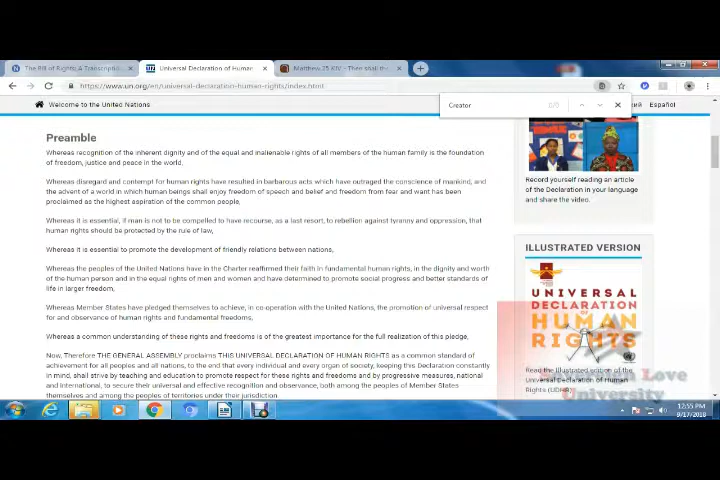 The Bill of Rights: A Transcriptio
Universal Declaration of Human
Matthew 25 KJV - Then shall the
https://www.un.org/en/universal-declaration-human-rights/index.html
Creator
0/0
Welcome to the United Nations
Español
Preamble
Whereas recognition of the inherent dignity and of the equal and inalienable rights of all members of the human family is the foundation
of freedom, justice and peace in the world,
Whereas disregard and contempt for human rights have resulted in barbarous acts which have outraged the conscience of mankind, and
the advent of a world in which human beings shall enjoy freedom of speech and belief and freedom from fear and want has been
proclaimed as the highest aspiration of the common people,
Whereas it is essential, if man is not to be compelled to have recourse, as a last resort, to rebellion against tyranny and oppression, that
human rights should be protected by the rule of law,
Whereas it is essential to promote the development of friendly relations between nations,
Whereas the peoples of the United Nations have in the Charter reaffirmed their faith in fundamental human rights, in the dignity and worth
of the human person and in the equal rights of men and women and have determined to promote social progress and better standards of
life in larger freedom,
Whereas Member States have pledged themselves to achieve, in co-operation with the United Nations, the promotion of universal respect
for and observance of human rights and fundamental freedoms,
Whereas a common understanding of these rights and freedoms is of the greatest importance for the full realization of this pledge,
Now, Therefore THE GENERAL ASSEMBLY proclaims THIS UNIVERSAL DECLARATION OF HUMAN RIGHTS as a common standard of
achievement for all peoples and all nations, to the end that every individual and every organ of society, keeping this Declaration constantly
in mind, shall strive by teaching and education to promote respect for these rights and freedoms and by progressive measures, national
and international, to secure their universal and effective recognition and observance, both among the peoples of Member States
themselves and among the peoples of territories under their jurisdiction.
Record yourself reading an article
of the Declaration in your language
and share the video.
ILLUSTRATED VERSION
UNIVERSAL
DECLARATION
OF
HUMAN
RIGHTS
Read the Illustrated edition of the
Universal Declaration of Human
Rights (UDHR)
Love
University
12:55 PM
9/17/2018